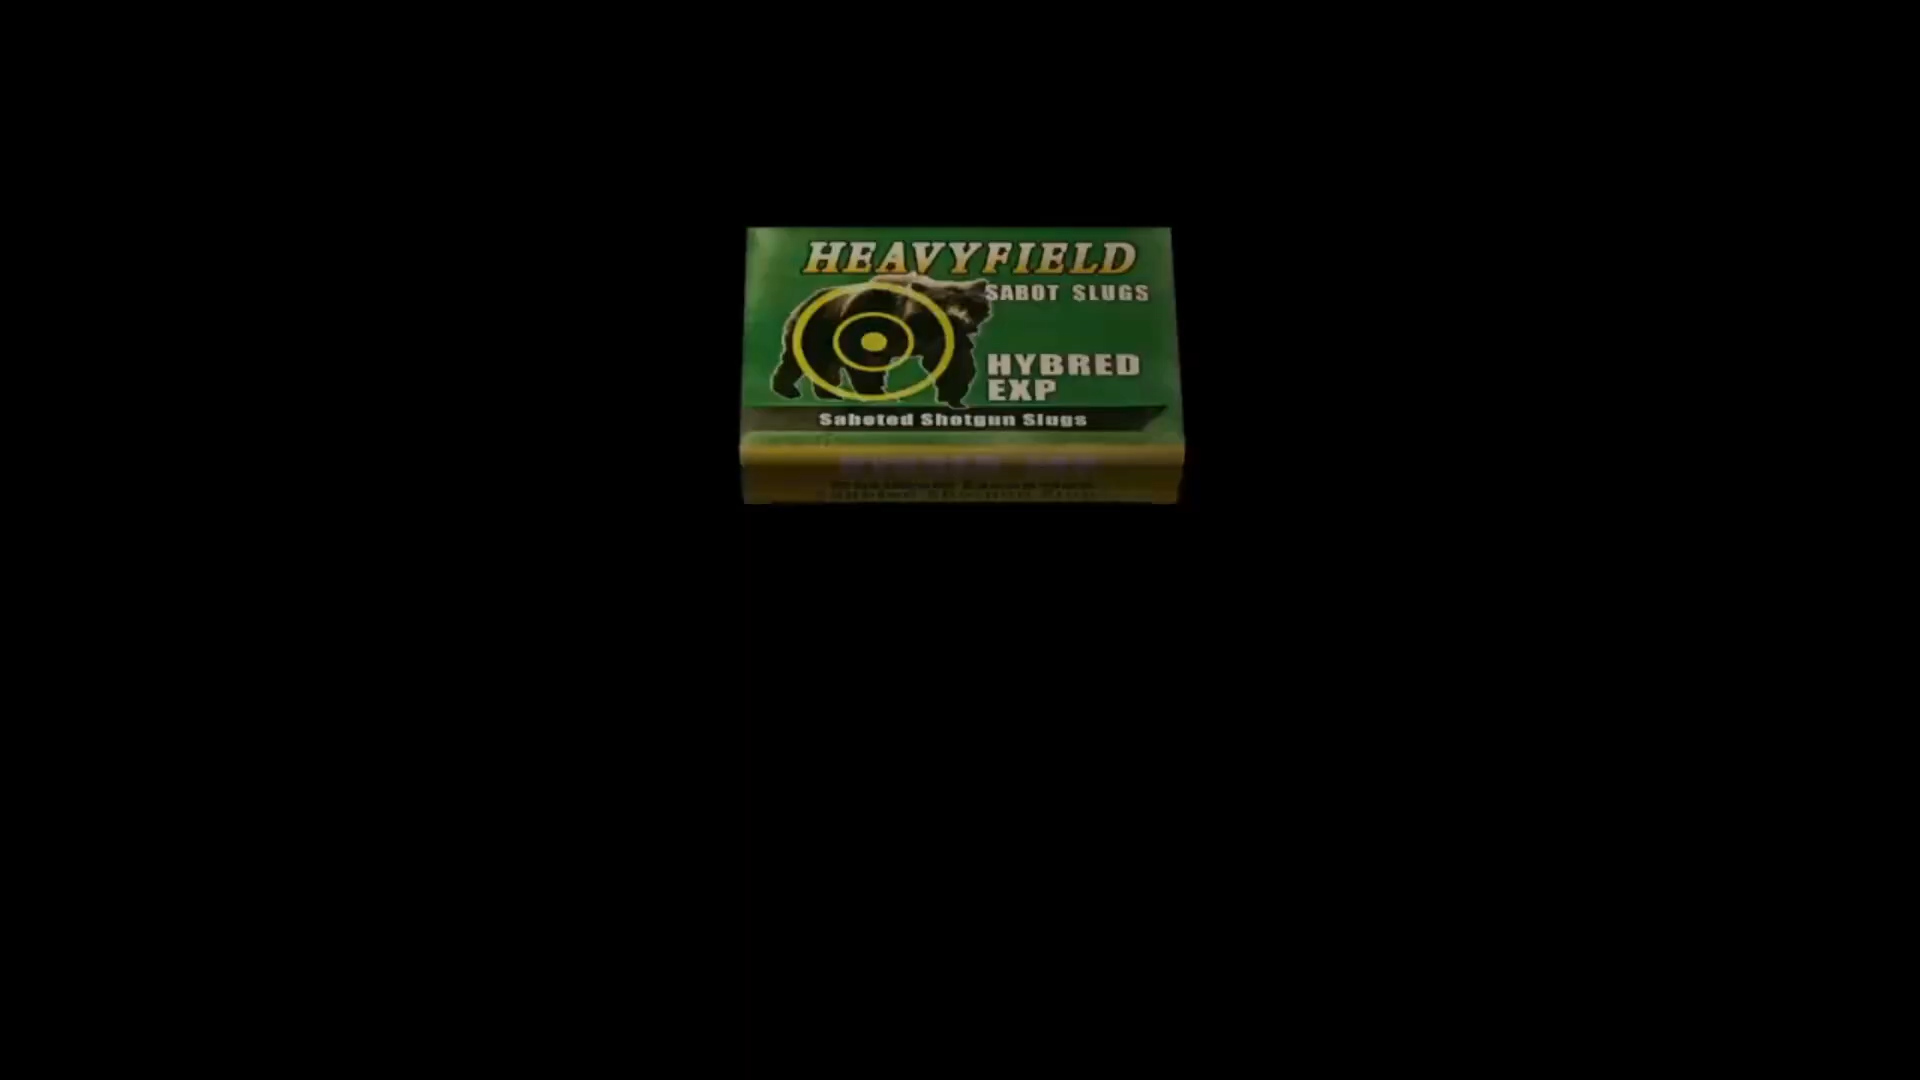 HEAVYFIELD
SABOT SLUGS
HYBRED
EXP
Saboted Shotgun Slugs